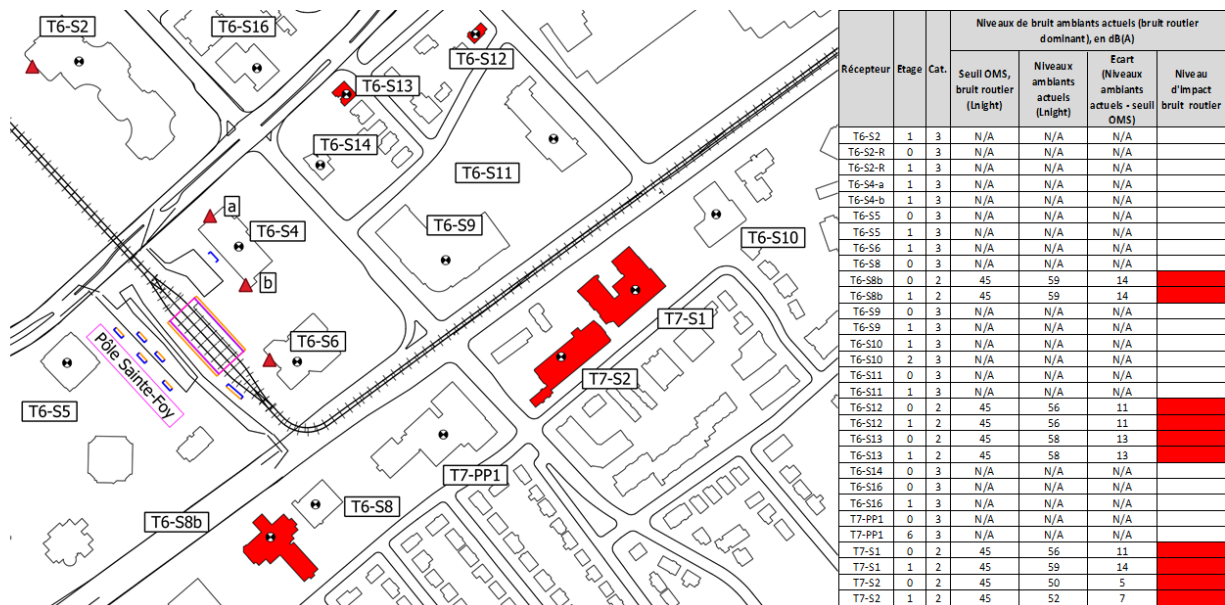 T6-S2
T6-S16
T6-S12
T6-S13
T6-S14
T6-S11
a
T6-S4
T6-S9
T6-S10
b
T7-S1
T6-S6
Pôle Sainte-Foy
T7-S2
T6-S5
T7-PP1
T6-S8
T6-S8b
Récepteur Etage Cat. Niveaux de bruit ambiants actuels (bruit routier
dominant), en dB(A)
Seuil OMS,
bruit routier
(Lnight)
Niveaux
ambiants
actuels
(Lnight)
Ecart
(Niveaux
ambiants
actuels - seuil
OMS)
Niveau
d'impact
bruit routier
T6-S2 1 3 N/A N/A N/A
T6-S2-R 0 3 N/A N/A N/A
T6-S2-R 1 3 N/A N/A N/A
T6-S4-a 1 3 N/A N/A N/A
T6-S4-b 1 3 N/A N/A N/A
T6-S5 0 3 N/A N/A N/A
T6-S5 1 3 N/A N/A N/A
T6-S6 1 3 N/A N/A N/A
T6-S8 0 3 N/A N/A N/A
T6-S8b 0 2 45 59 14
T6-S8b 1 2 45 59 14
T6-S9 0 3 N/A N/A N/A
T6-S9 1 3 N/A N/A N/A
T6-S10 1 3 N/A N/A N/A
T6-S10 2 3 N/A N/A N/A
T6-S11 0 3 N/A N/A N/A
T6-S11 1 3 N/A N/A N/A
T6-S12 0 2 45 56 11
T6-S12 1 2 45 56 11
T6-S13 0 2 45 58 13
T6-S13 1 2 45 58 13
T6-S14 0 3 N/A N/A N/A
T6-S16 0 3 N/A N/A N/A
T6-S16 1 3 N/A N/A N/A
T7-PP1 0 3 N/A N/A N/A
T7-PP1 6 3 N/A N/A N/A
T7-S1 0 2 45 56 11
T7-S1 1 2 45 59 14
T7-S2 0 2 45 50 5
T7-S2 1 2 45 52 7